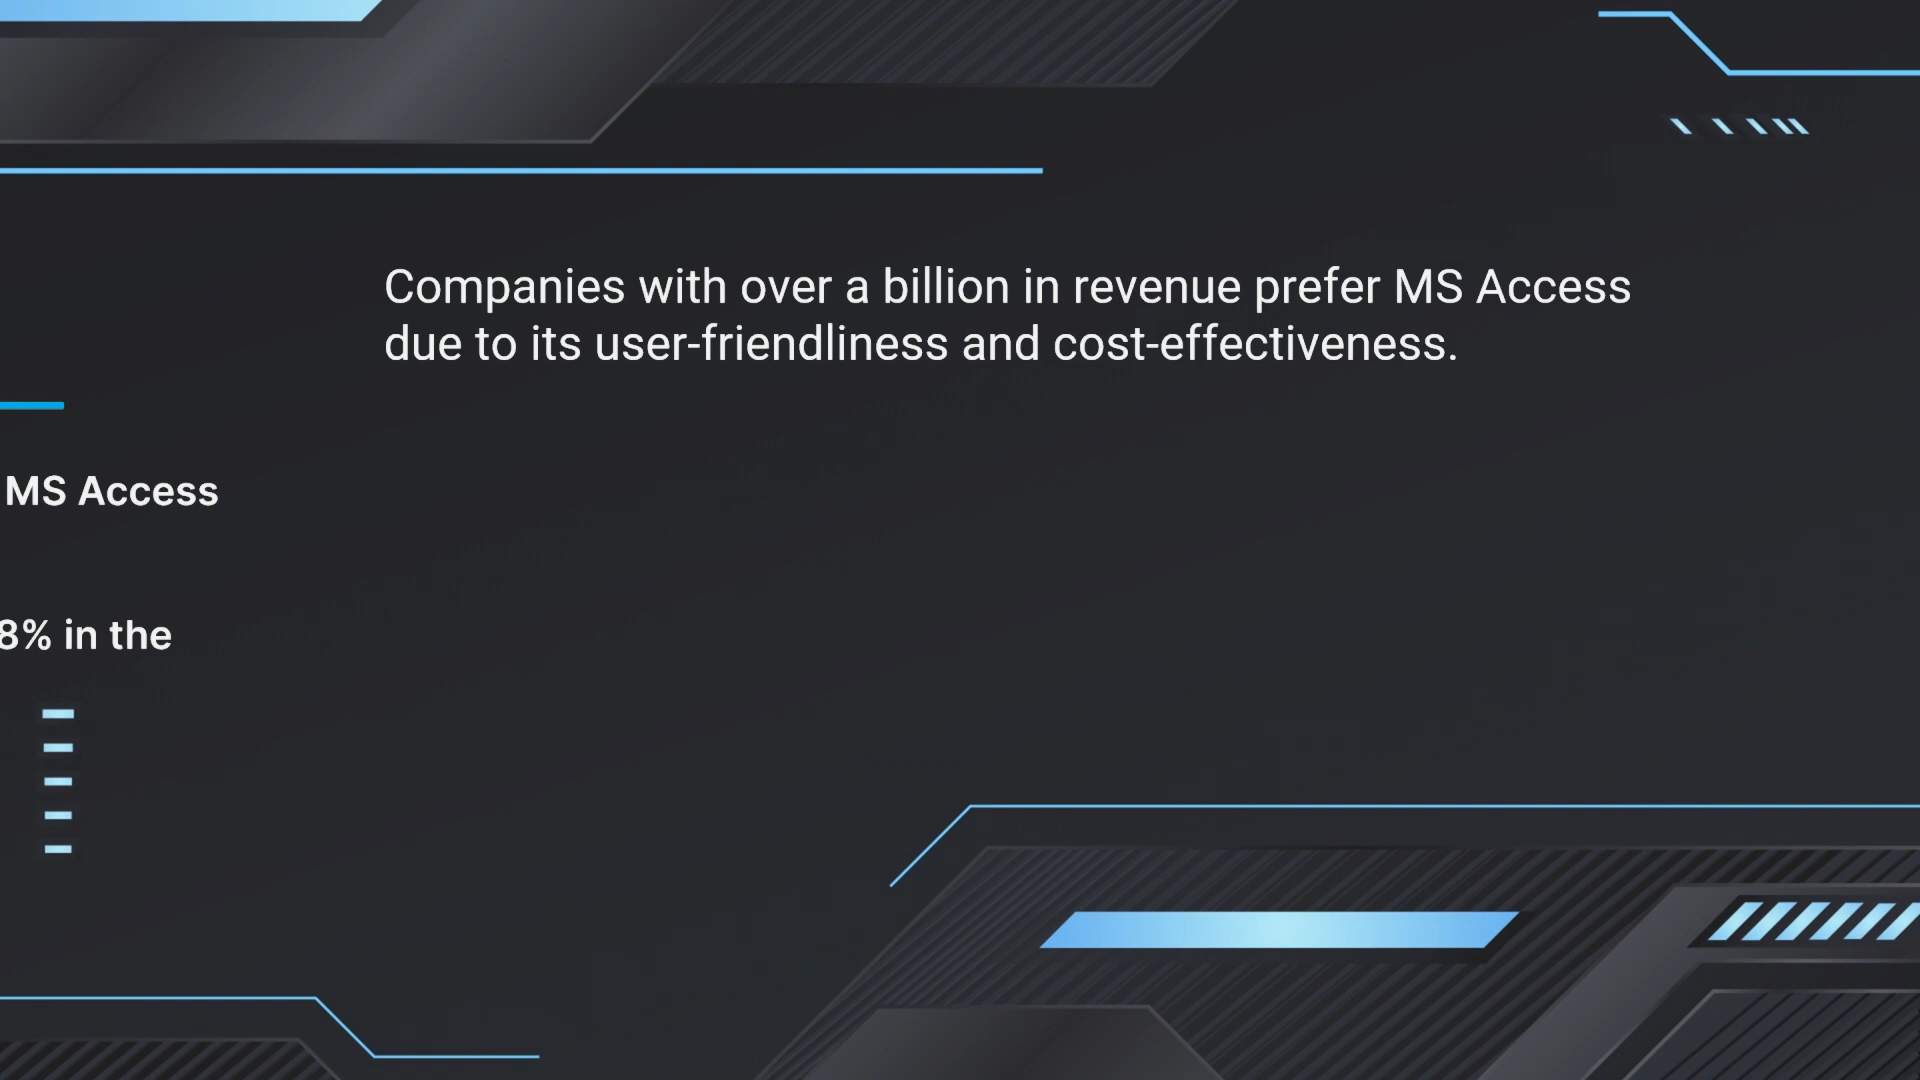 Companies with over a billion in revenue prefer MS Access
due to its user-friendliness and cost-effectiveness.
MS Access
8% in the